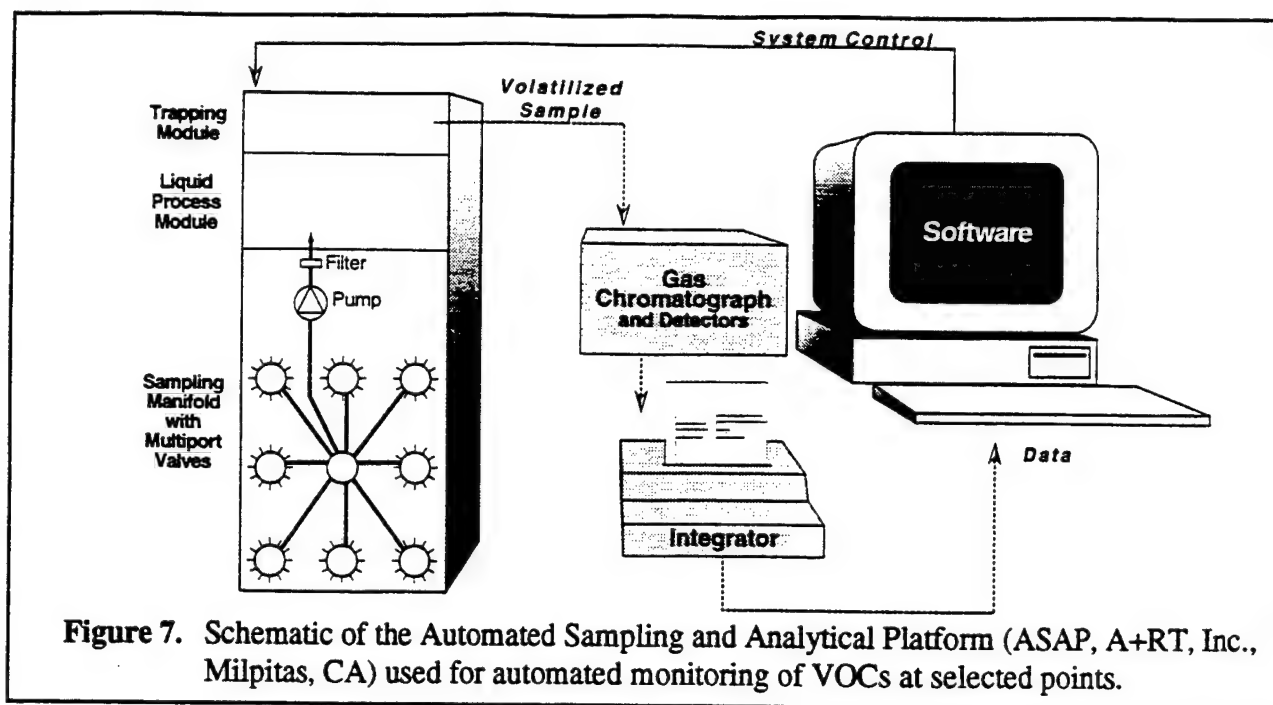 System Control
Volatilized
Sample
Trapping
Module
Liquid
Process
Module
Filter
Pump
Sampling
Manifold
with
Multiport
Valves
Gas
Chromatograph
and Detectors
Software
Integrator
Data
Figure 7. Schematic of the Automated Sampling and Analytical Platform (ASAP, A+RT, Inc.,
Milpitas, CA) used for automated monitoring of VOCs at selected points.